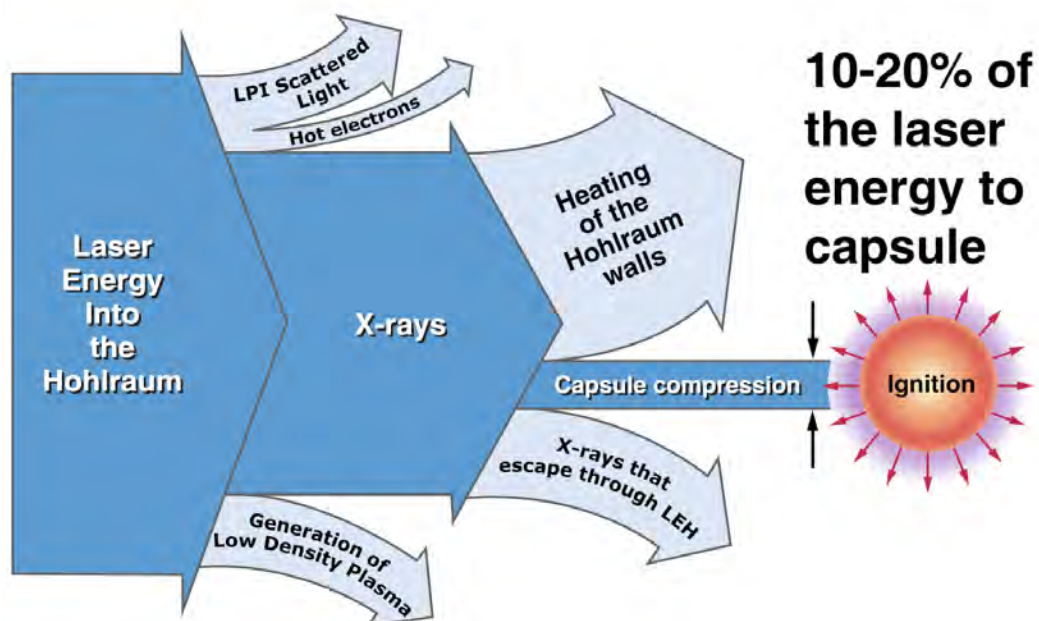 LPI Scattered
Light
Hot electrons
10-20% of
the laser
energy to
capsule
Laser
Energy
Into
the
Hohlraum
X-rays
Heating
of the
Hohlraum
walls
Capsule compression
Ignition
X-rays that
escape through LEH
Generation of
Low Density Plasma